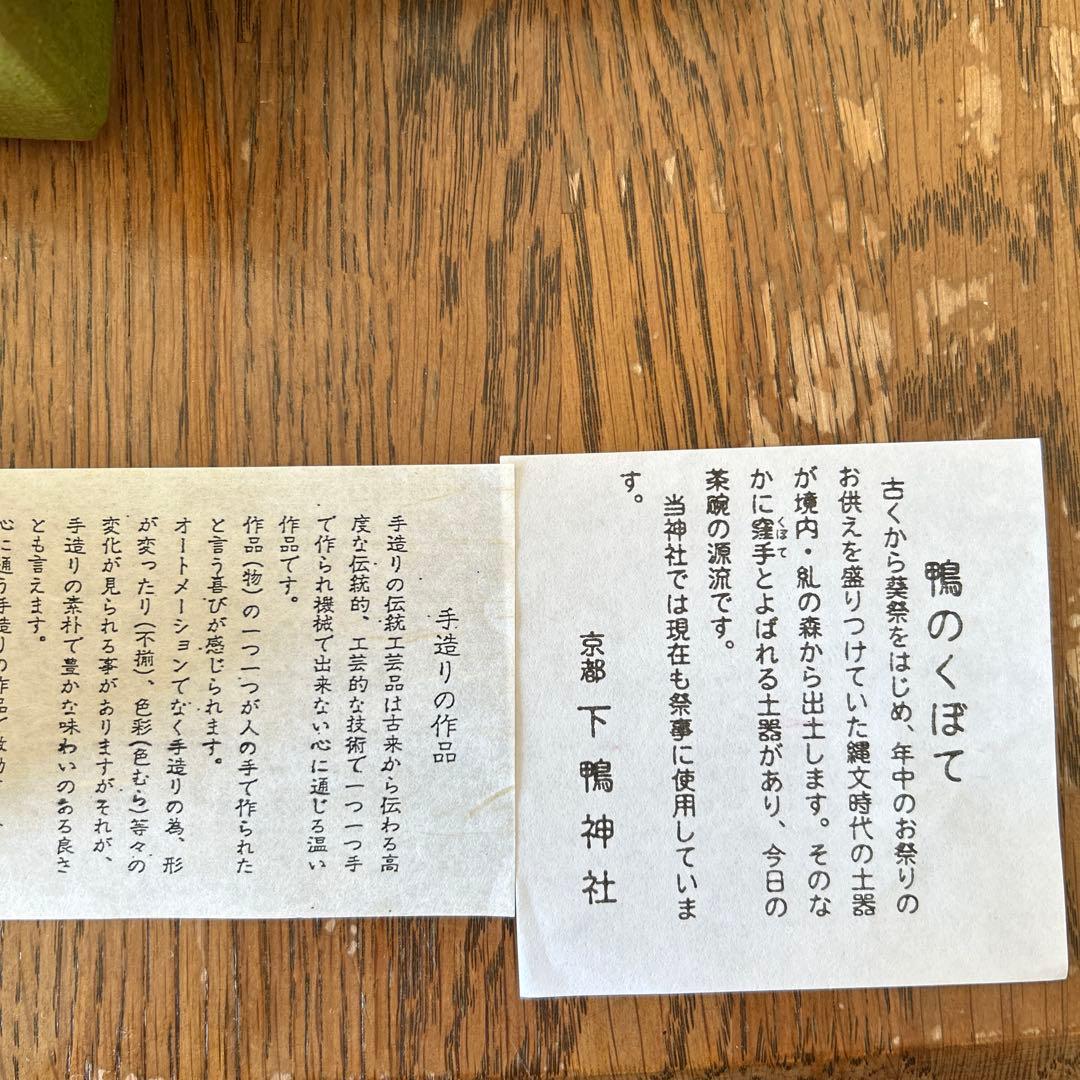 鴨のくぼて
古くから葵祭をはじめ、年中のお祭りの
お供えを盛りつけていた縄文時代の土器
が境内・糺の森から出土します。そのな
かに窪手とよばれる土器があり、今日の
くぼて
茶碗の源流です。
当神社では現在も祭事に使用していま
す。
京都 下鴨神社
手造りの作品
手造りの伝統工芸品は古来から伝わる高
度な伝統的、工芸的な技術で一つ一つ手
で作られ機械で出来ない心に通じる温い
作品です。
作品(物)の一つ一つが人の手で作られた
と言う喜びが感じられます。
オートメーションでなく手造りの為、形
が変ったり(不揃)、色彩(色むら)等々の
変化が見られる事がありますがそれが、
手造りの素朴で豊かな味わいのある良さ
とも言えます。
心に通う手造りの作品